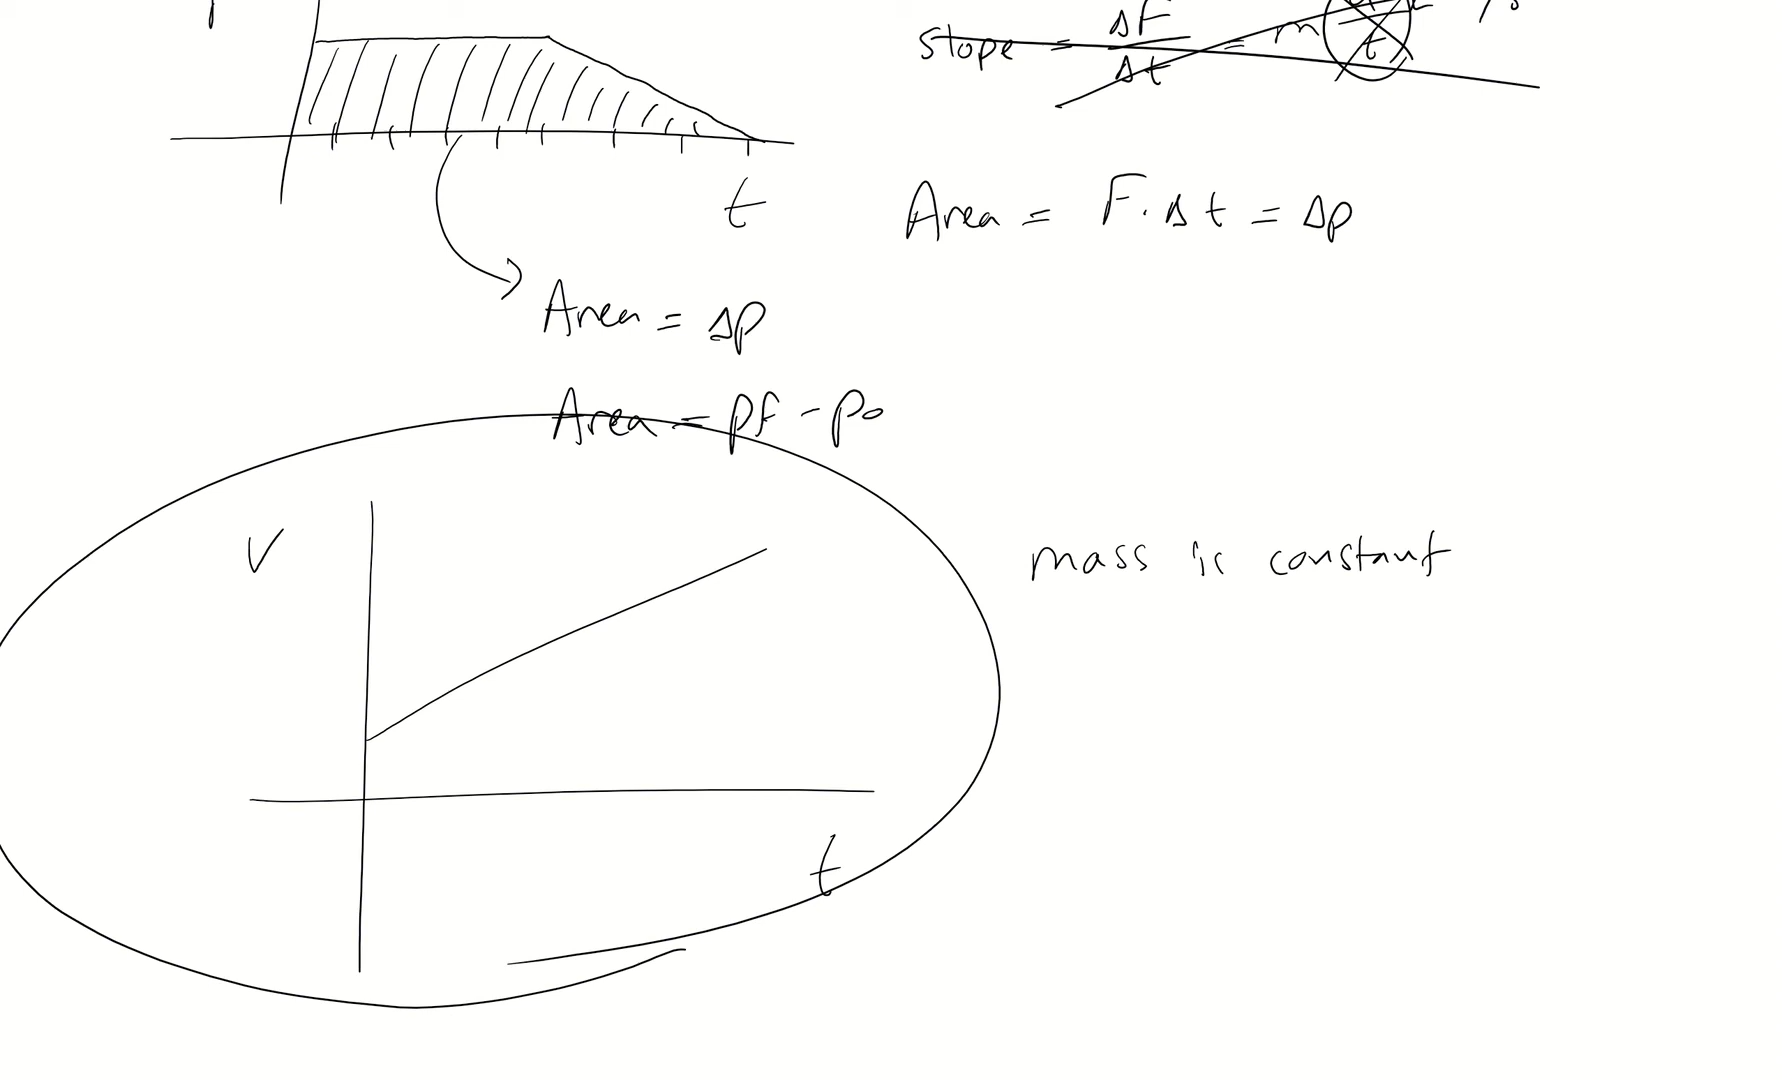 slope = ΔF/Δt = m
t
Area = F · Δt = Δp
Area = Δp
Area = pf - po
V
mass is constant
t